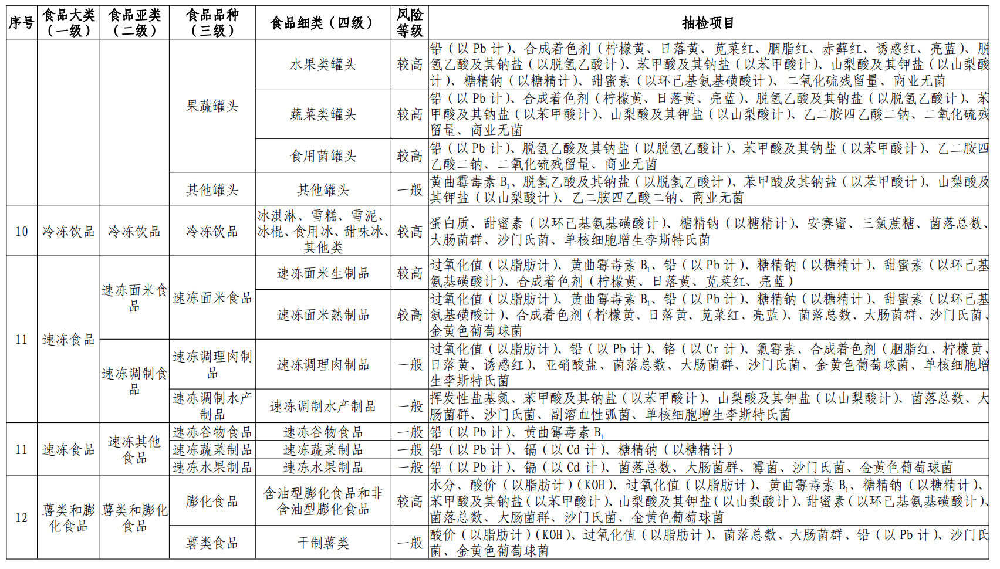 序号 食品大类（一级） 食品亚类（二级） 食品品种（三级） 食品细类（四级） 风险等级 抽检项目
果蔬罐头
水果类罐头 较高
铅（以 Pb 计）、合成着色剂（柠檬黄、日落黄、苋菜红、胭脂红、赤藓红、诱惑红、亮蓝）、脱
氢乙酸及其钠盐（以脱氢乙酸计）、苯甲酸及其钠盐（以苯甲酸计）、山梨酸及其钾盐（以山梨酸
计）、糖精钠（以糖精计）、甜蜜素（以环己基氨基磺酸计）、二氧化硫残留量、商业无菌
蔬菜类罐头 较高
铅（以 Pb 计）、合成着色剂（柠檬黄、日落黄、亮蓝）、脱氢乙酸及其钠盐（以脱氢乙酸计）、苯
甲酸及其钠盐（以苯甲酸计）、山梨酸及其钾盐（以山梨酸计）、乙二胺四乙酸二钠、二氧化硫残
留量、商业无菌
食用菌罐头 较高
铅（以 Pb 计）、脱氢乙酸及其钠盐（以脱氢乙酸计）、苯甲酸及其钠盐（以苯甲酸计）、乙二胺四
乙酸二钠、二氧化硫残留量、商业无菌
其他罐头 其他罐头 一般
黄曲霉毒素 B1、脱氢乙酸及其钠盐（以脱氢乙酸计）、苯甲酸及其钠盐（以苯甲酸计）、山梨酸及
其钾盐（以山梨酸计）、乙二胺四乙酸二钠、商业无菌
10 冷冻饮品 冷冻饮品 冷冻饮品
冰淇淋、雪糕、雪泥、
冰棍、食用冰、甜味冰、
其他类
较高
蛋白质、甜蜜素（以环己基氨基磺酸计）、糖精钠（以糖精计）、安赛蜜、三氯蔗糖、菌落总数、
大肠菌群、沙门氏菌、单核细胞增生李斯特氏菌
11 速冻食品
速冻面米食
品
速冻面米食品
速冻面米生制品 较高
过氧化值（以脂肪计）、黄曲霉毒素 B1、铅（以 Pb 计）、糖精钠（以糖精计）、甜蜜素（以环己基
氨基磺酸计）、合成着色剂（柠檬黄、日落黄、苋菜红、亮蓝）
速冻面米熟制品 较高
过氧化值（以脂肪计）、黄曲霉毒素 B1、铅（以 Pb 计）、糖精钠（以糖精计）、甜蜜素（以环己基
氨基磺酸计）、合成着色剂（柠檬黄、日落黄、苋菜红、亮蓝）、菌落总数、大肠菌群、沙门氏菌、
金黄色葡萄球菌
速冻调制食
品
速冻调理肉制
品
速冻调理肉制品 一般
过氧化值（以脂肪计）、铅（以 Pb 计）、铬（以 Cr 计）、氯霉素、合成着色剂（胭脂红、柠檬黄、
日落黄、诱惑红）、亚硝酸盐、菌落总数、大肠菌群、沙门氏菌、金黄色葡萄球菌、单核细胞增
生李斯特氏菌
速冻调制水产
制品
速冻调制水产制品 一般
挥发性盐基氮、苯甲酸及其钠盐（以苯甲酸计）、山梨酸及其钾盐（以山梨酸计）、菌落总数、大
肠菌群、沙门氏菌、副溶血性弧菌、单核细胞增生李斯特氏菌
11 速冻食品
速冻其他
食品
速冻谷物食品 速冻谷物食品 一般 铅（以 Pb 计）、黄曲霉毒素 B1
速冻蔬菜制品 速冻蔬菜制品 一般 铅（以 Pb 计）、镉（以 Cd 计）、糖精钠（以糖精计）
速冻水果制品 速冻水果制品 一般 铅（以 Pb 计）、镉（以 Cd 计）、菌落总数、大肠菌群、霉菌、沙门氏菌、金黄色葡萄球菌
12
薯类和膨
化食品
薯类和膨化
食品
膨化食品
含油型膨化食品和非
含油型膨化食品
较高
水分、酸价（以脂肪计）（KOH）、过氧化值（以脂肪计）、黄曲霉毒素 B1、糖精钠（以糖精计）、
苯甲酸及其钠盐（以苯甲酸计）、山梨酸及其钾盐（以山梨酸计）、甜蜜素（以环己基氨基磺酸计）、
菌落总数、大肠菌群、沙门氏菌、金黄色葡萄球菌
薯类食品 干制薯类 一般
酸价（以脂肪计）（KOH）、过氧化值（以脂肪计）、菌落总数、大肠菌群、铅（以 Pb 计）、沙门氏
菌、金黄色葡萄球菌